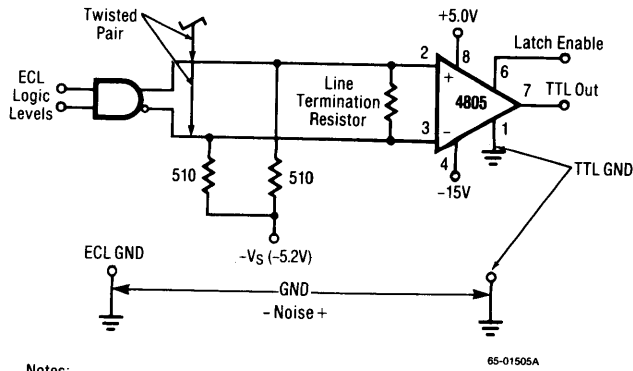 Twisted
Pair
+5.0V
8
2
6
Latch Enable
ECL
Logic
Levels
Line
Termination
Resistor
+
4805
7
TTL Out
3
–
1
4
–15V
TTL GND
510
510
–VS (–5.2V)
ECL GND
GND
– Noise +
65-01505A
Notes: